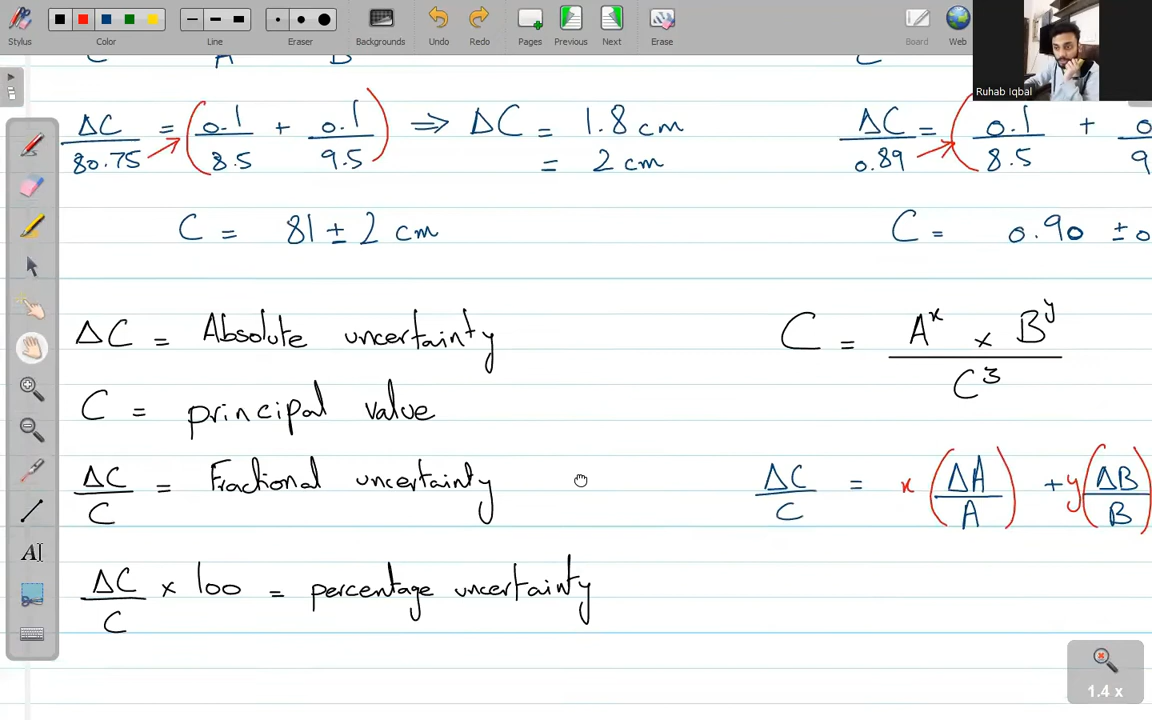 Stylus Color Line Eraser Backgrounds Undo Redo Pages Previous Next Erase Board Web
Ruhab Iqbal
C A B
ΔC/80.75 = (0.1/8.5 + 0.1/9.5) ⇒ ΔC = 1.8 cm
= 2 cm
C = 81 ± 2 cm
ΔC/0.89 = (0.1/8.5 + 0/9
C = 0.90 ± 0
ΔC = Absolute uncertainty
C = principal value
ΔC/C = Fractional uncertainty
ΔC/C × 100 = percentage uncertainty
C = A^x × B^y / C^3
ΔC/C = x(ΔA/A) + y(ΔB/B)
1.4 x